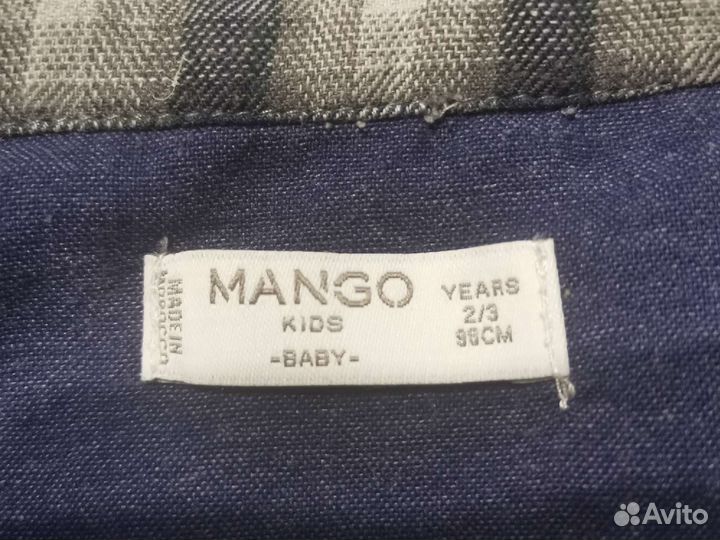 MADE IN
MANGO
KIDS
-BABY-
YEARS
2/3
98CM
Avito